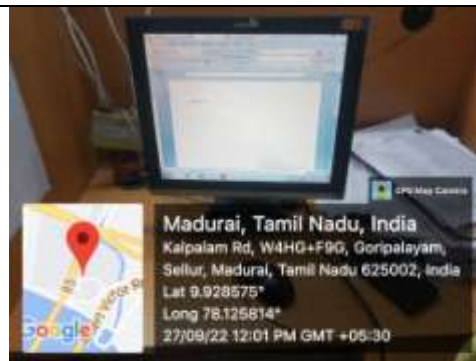 GPS Map Camera
Madurai, Tamil Nadu, India
Kalpalam Rd, W4HG+F9G, Goripalayam,
Sellur, Madurai, Tamil Nadu 625002, India
Lat 9.928575°
Long 78.125814°
27/09/22 12:01 PM GMT +05:30
Google